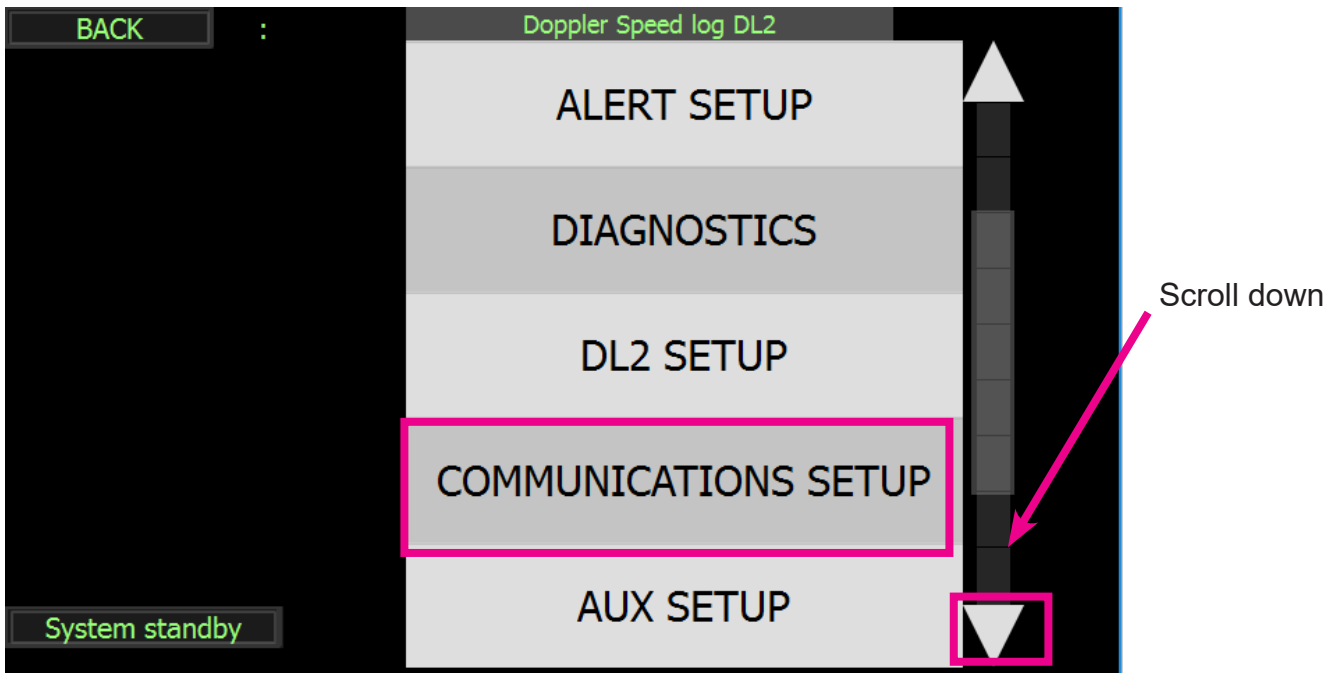 BACK
:
Doppler Speed log DL2
ALERT SETUP
DIAGNOSTICS
DL2 SETUP
Scroll down
COMMUNICATIONS SETUP
AUX SETUP
System standby